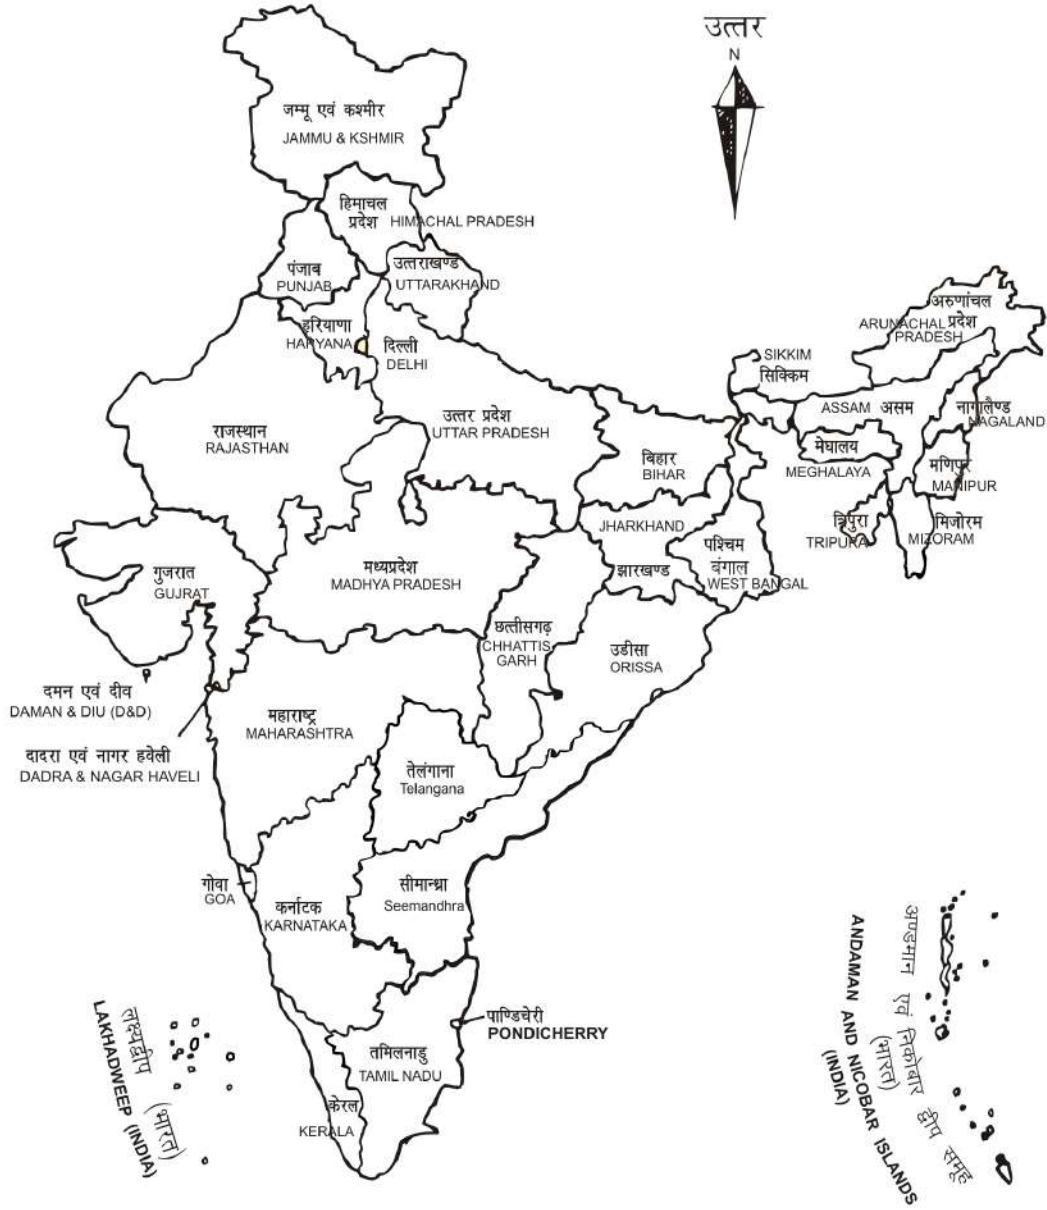 उत्तर
N
जम्मू एवं कश्मीर
JAMMU & KSHMIR
हिमाचल
प्रदेश HIMACHAL PRADESH
पंजाब
PUNJAB
उत्तराखण्ड
UTTARAKHAND
हरियाणा
HARYANA
दिल्ली
DELHI
अरुणांचल
ARUNACHAL प्रदेश
PRADESH
SIKKIM
सिक्किम
ASSAM असम
नागालैण्ड
NAGALAND
राजस्थान
RAJASTHAN
उत्तर प्रदेश
UTTAR PRADESH
बिहार
BIHAR
मेघालय
MEGHALAYA
मणिपुर
MANIPUR
JHARKHAND
झारखण्ड
पश्चिम
बंगाल
WEST BANGAL
त्रिपुरा
TRIPURA
मिजोरम
MIZORAM
गुजरात
GUJRAT
मध्यप्रदेश
MADHYA PRADESH
छत्तीसगढ़
CHHATTIS
GARH
उडीसा
ORISSA
दमन एवं दीव
DAMAN & DIU (D&D)
दादरा एवं नागर हवेली
DADRA & NAGAR HAVELI
महाराष्ट्र
MAHARASHTRA
तेलंगाना
Telangana
गोवा
GOA
कर्नाटक
KARNATAKA
सीमान्ध्रा
Seemandhra
पाण्डिचेरी
PONDICHERRY
तमिलनाडु
TAMIL NADU
केरल
KERALA
लक्ष्यद्वीप (भारत)
LAKHADWEEP (INDIA)
अण्डमान एवं निकोबार द्वीप समूह
(भारत)
ANDAMAN AND NICOBAR ISLANDS
(INDIA)